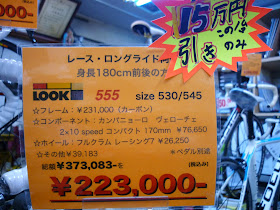 15万円
このなのみ
引き
レース・ロングライド向
身長180cm前後の方
LOOK 555 size 530/545
☆フレーム：¥231,000（カーボン）
☆コンポーネント：カンパニョーロ　ヴェローチェ
2×10 speed コンパクト 170mm ¥76,650
☆ホイール：フルクラム レーシング7 ¥26,250
☆その他¥39,183
*ペダル別途
総額¥373,083-を
(税込み)
¥223,000-